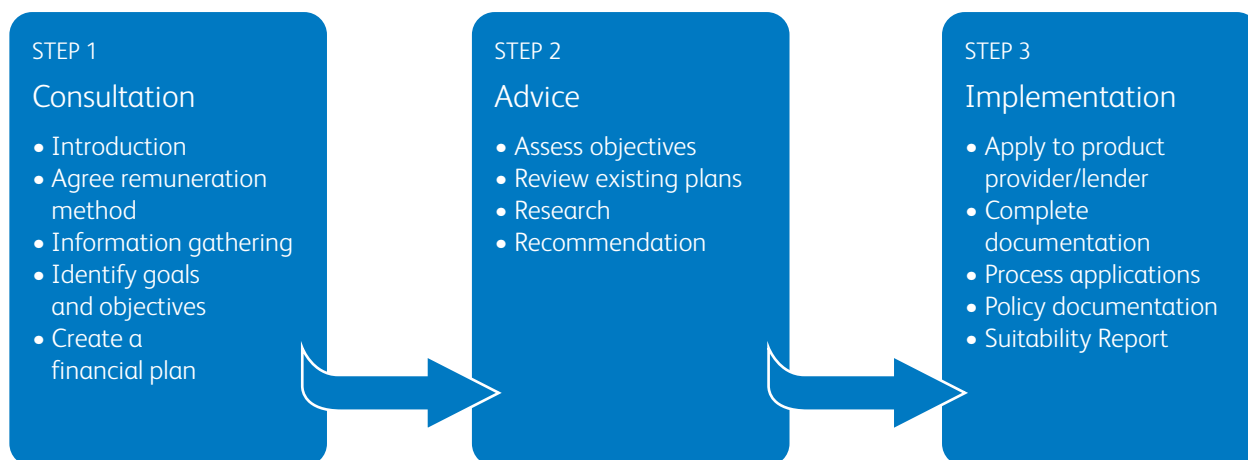 STEP 1
Consultation
• Introduction
• Agree remuneration
method
• Information gathering
• Identify goals
and objectives
• Create a
financial plan
STEP 2
Advice
• Assess objectives
• Review existing plans
• Research
• Recommendation
STEP 3
Implementation
• Apply to product
provider/lender
• Complete
documentation
• Process applications
• Policy documentation
• Suitability Report